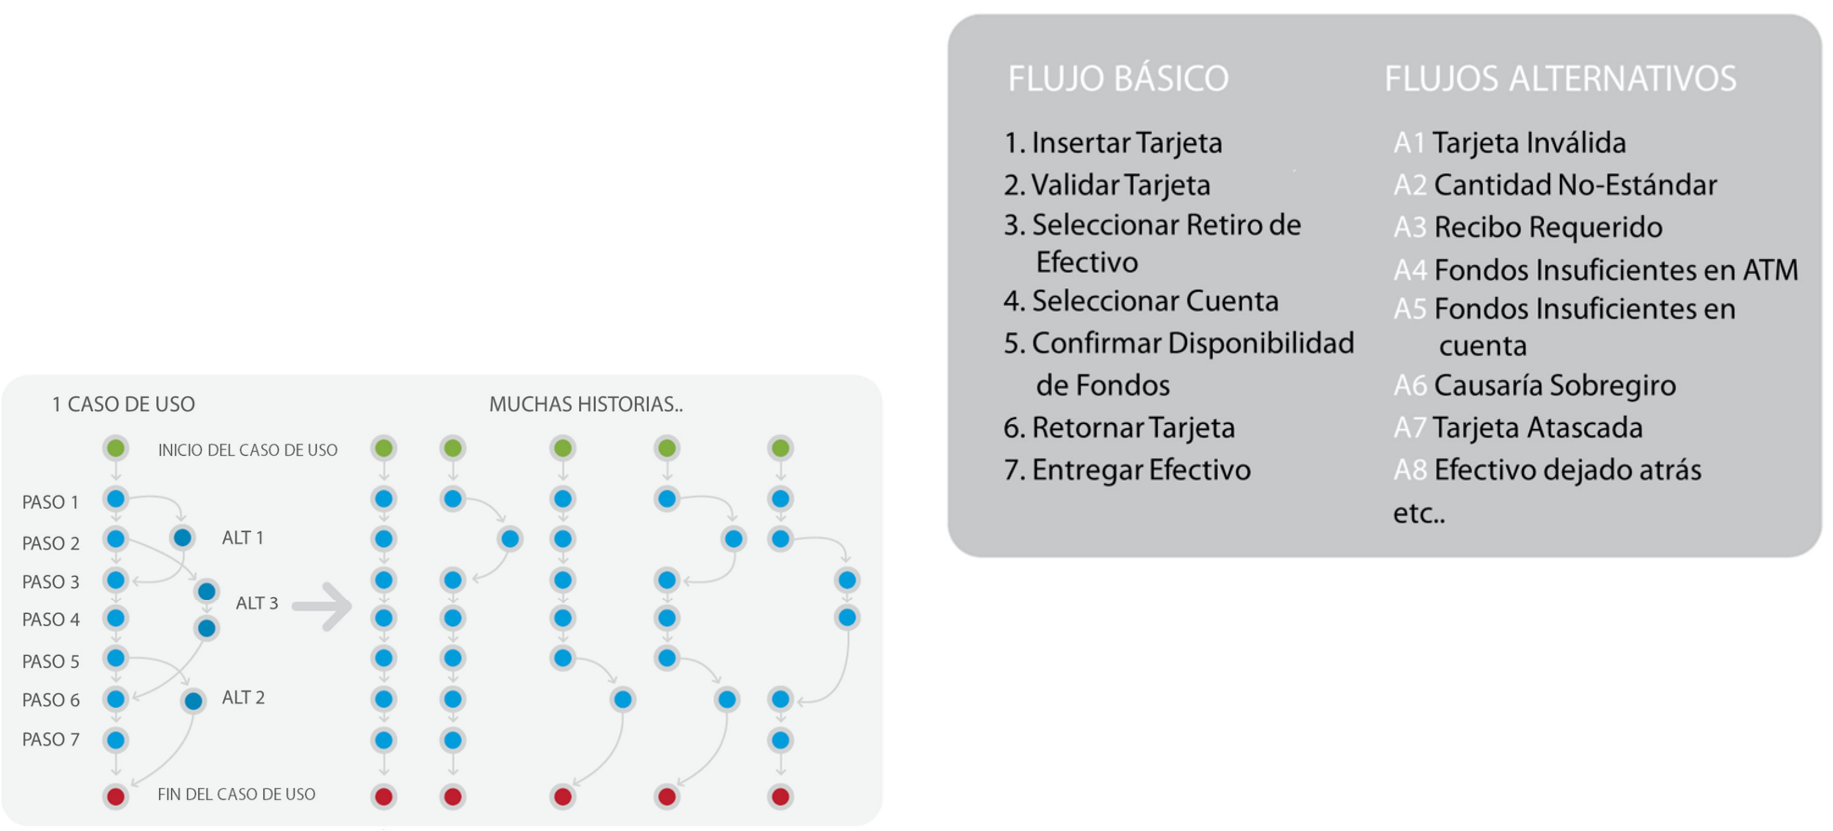 1 CASO DE USO
MUCHAS HISTORIAS..
INICIO DEL CASO DE USO
PASO 1
PASO 2
ALT 1
PASO 3
ALT 3
PASO 4
PASO 5
PASO 6
ALT 2
PASO 7
FIN DEL CASO DE USO
FLUJO BÁSICO
1. Insertar Tarjeta
2. Validar Tarjeta
3. Seleccionar Retiro de
Efectivo
4. Seleccionar Cuenta
5. Confirmar Disponibilidad
de Fondos
6. Retornar Tarjeta
7. Entregar Efectivo
FLUJOS ALTERNATIVOS
A1 Tarjeta Inválida
A2 Cantidad No-Estándar
A3 Recibo Requerido
A4 Fondos Insuficientes en ATM
A5 Fondos Insuficientes en
cuenta
A6 Causaría Sobregiro
A7 Tarjeta Atascada
A8 Efectivo dejado atrás
etc..